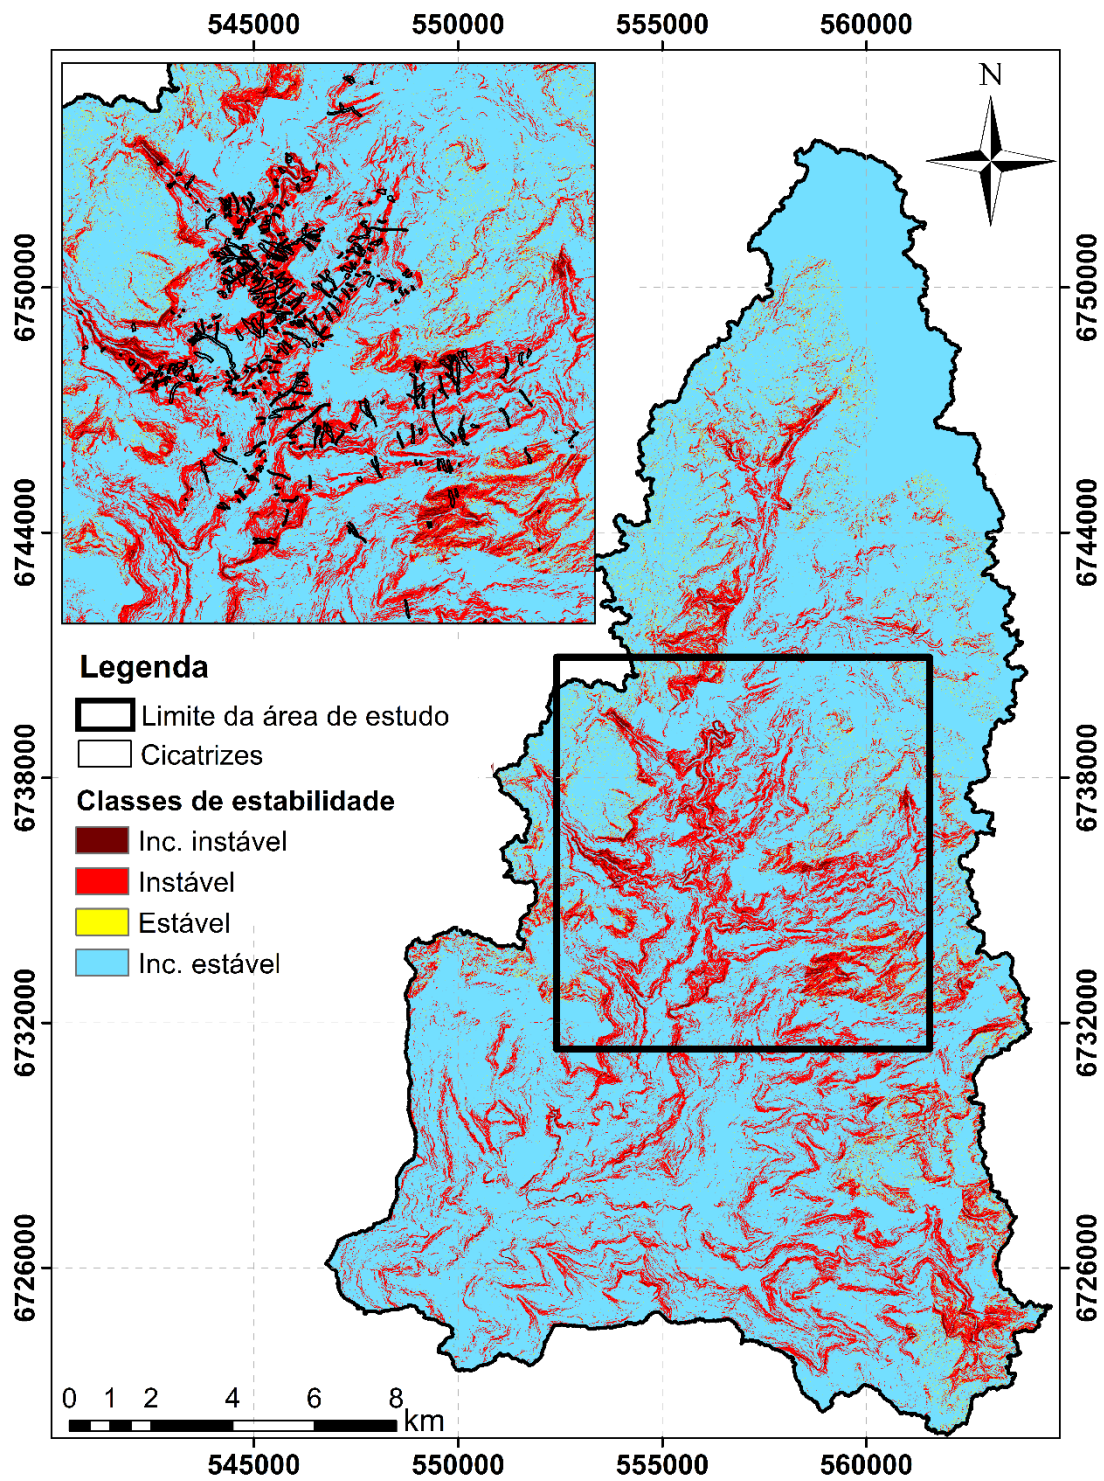 545000 550000 555000 560000
N
6750000
6744000
6738000
6732000
6726000
6750000
6744000
6738000
6732000
6726000
Legenda
Limite da área de estudo
Cicatrizes
Classes de estabilidade
Inc. instável
Instável
Estável
Inc. estável
0 1 2 4 6 8
km
545000 550000 555000 560000